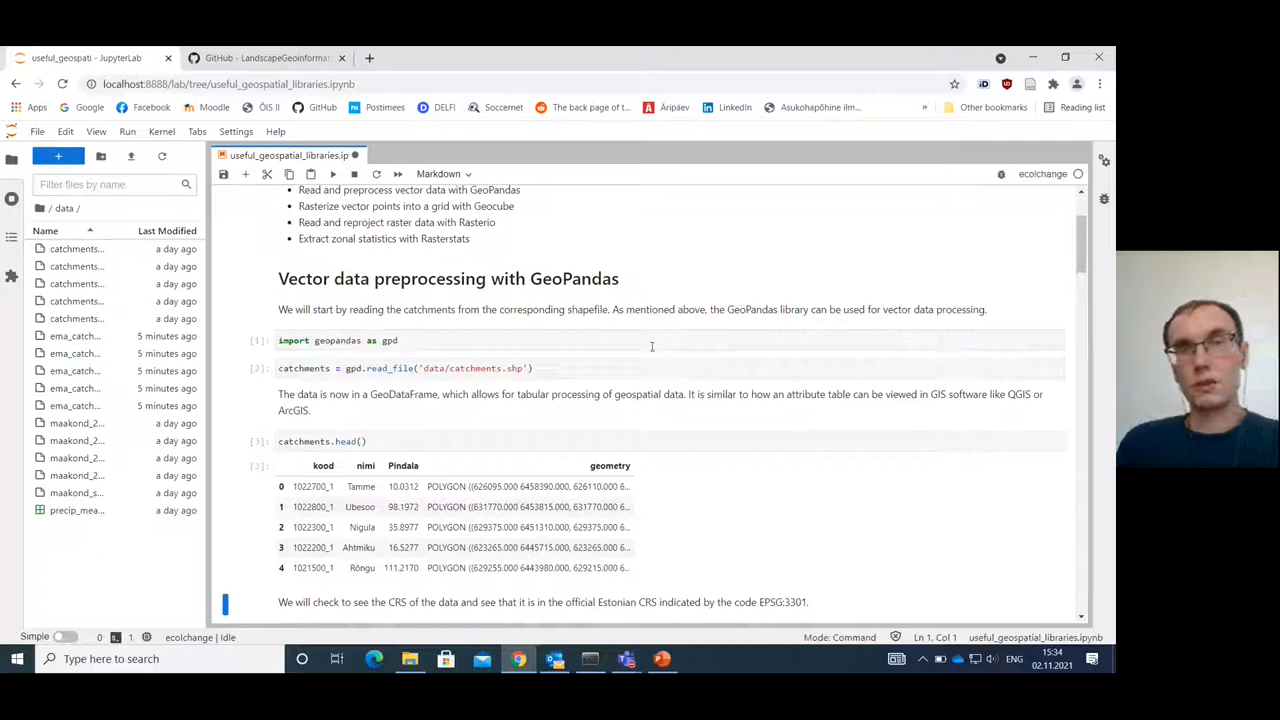 useful_geospati - JupyterLab
GitHub - LandscapeGeoinformat
localhost:8888/lab/tree/useful_geospatial_libraries.ipynb
Apps Google Facebook Moodle ÕIS II GitHub Postimees DELFI Soccernet The back page of t... Äripäev LinkedIn Asukohapõhine ilm... » Other bookmarks Reading list
File Edit View Run Kernel Tabs Settings Help
useful_geospatial_libraries.ip
Filter files by name
Markdown
ecolchange
/ data /
Name Last Modified
catchments... a day ago
catchments... a day ago
catchments... a day ago
catchments... a day ago
catchments... a day ago
ema_catch... 5 minutes ago
ema_catch... 5 minutes ago
ema_catch... 5 minutes ago
ema_catch... 5 minutes ago
ema_catch... 5 minutes ago
maakond_2... a day ago
maakond_2... a day ago
maakond_2... a day ago
maakond_2... a day ago
maakond_s... a day ago
precip_mea... a day ago
• Read and preprocess vector data with GeoPandas
• Rasterize vector points into a grid with Geocube
• Read and reproject raster data with Rasterio
• Extract zonal statistics with Rasterstats
Vector data preprocessing with GeoPandas
We will start by reading the catchments from the corresponding shapefile. As mentioned above, the GeoPandas library can be used for vector data processing.
[1]: import geopandas as gpd
[2]: catchments = gpd.read_file('data/catchments.shp')
The data is now in a GeoDataFrame, which allows for tabular processing of geospatial data. It is similar to how an attribute table can be viewed in GIS software like QGIS or
ArcGIS.
[3]: catchments.head()
[3]: kood nimi Pindala geometry
0 1022700_1 Tamme 10.0312 POLYGON ((626095.000 6458390.000, 626110.000 6...
1 1022800_1 Ubesoo 98.1972 POLYGON ((631770.000 6453815.000, 631770.000 6...
2 1022300_1 Nigula 35.8977 POLYGON ((629375.000 6451310.000, 629375.000 6...
3 1022200_1 Ahtmiku 16.5277 POLYGON ((623265.000 6445715.000, 623265.000 6...
4 1021500_1 Rõngu 111.2170 POLYGON ((629255.000 6443980.000, 629215.000 6...
We will check to see the CRS of the data and see that it is in the official Estonian CRS indicated by the code EPSG:3301.
Simple 0 1 ecolchange | Idle Mode: Command Ln 1, Col 1 useful_geospatial_libraries.ipynb
Type here to search
ENG
15:34
02.11.2021